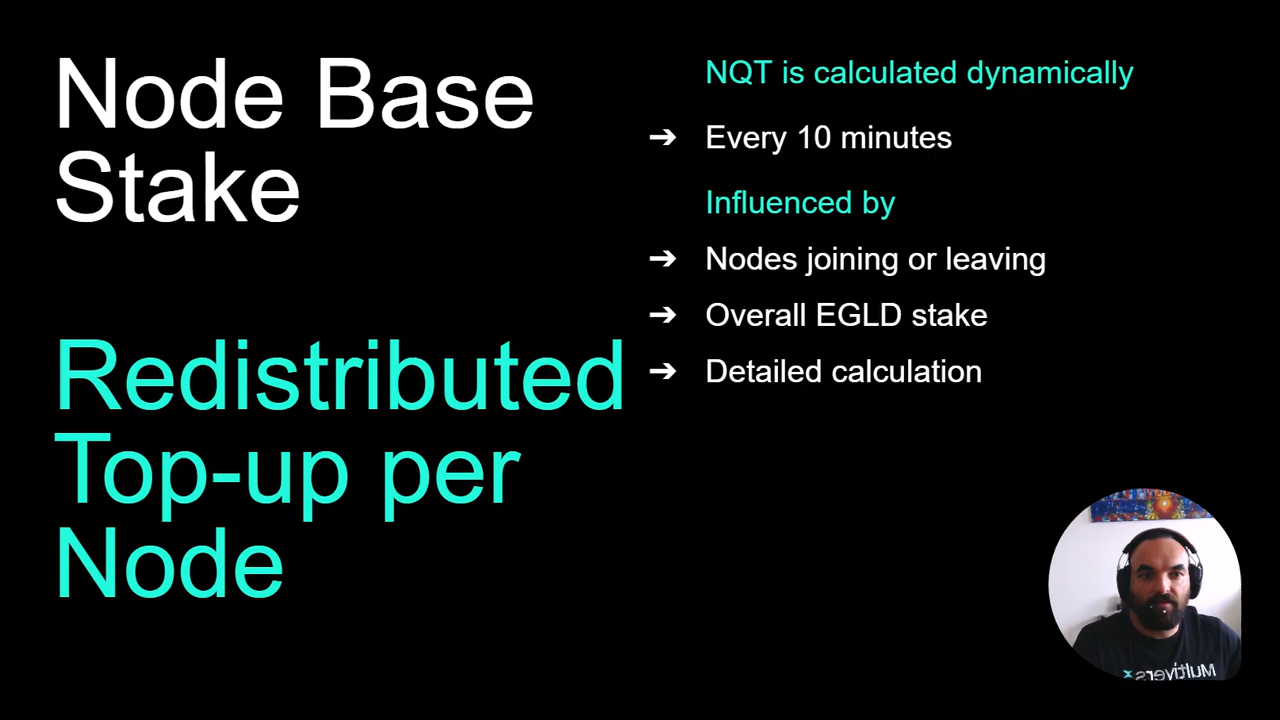 Node Base
Stake
Redistributed
Top-up per
Node
NQT is calculated dynamically
➔ Every 10 minutes
Influenced by
➔ Nodes joining or leaving
➔ Overall EGLD stake
➔ Detailed calculation
Multivers